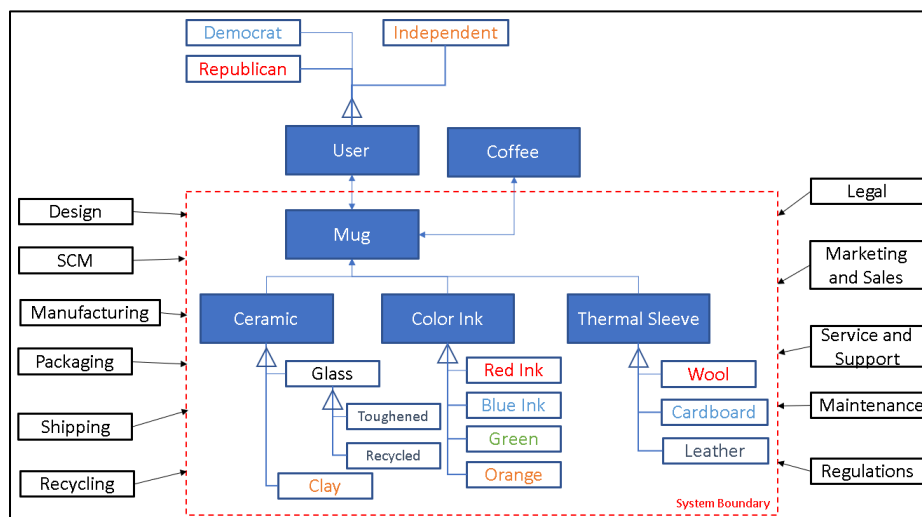 Democrat
Independent
Republican
User
Coffee
Design
Legal
Mug
SCM
Marketing
and Sales
Manufacturing
Ceramic
Color Ink
Thermal Sleeve
Service and
Support
Packaging
Glass
Red Ink
Wool
Toughened
Blue Ink
Cardboard
Maintenance
Shipping
Green
Recycled
Leather
Recycling
Clay
Orange
Regulations
System Boundary